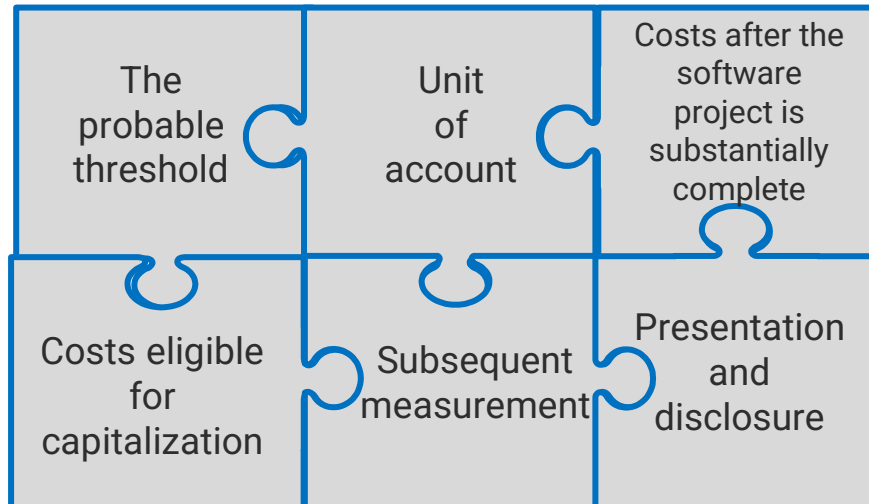 The
probable
threshold
Unit
of
account
Costs after the
software
project is
substantially
complete
Costs eligible
for
capitalization
Subsequent
measurement
Presentation
and
disclosure